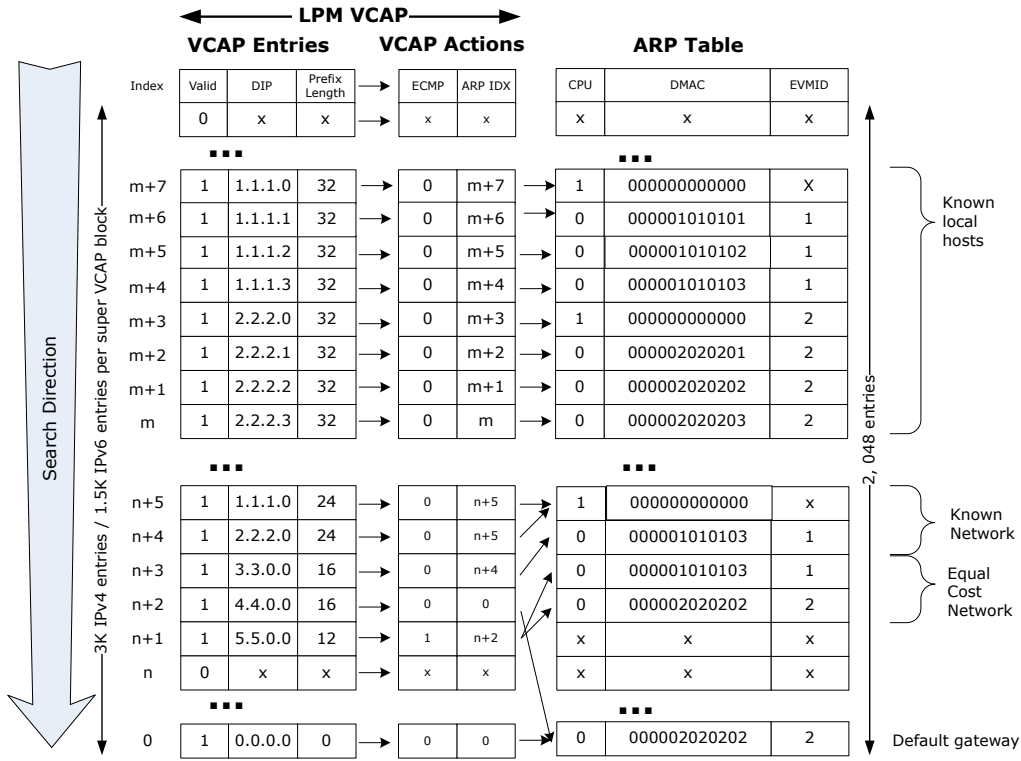 LPM VCAP
VCAP Entries VCAP Actions ARP Table
Index Valid DIP Prefix Length ECMP ARP IDX CPU DMAC EVMID
0 x x x x x x x
... ...
m+7 1 1.1.1.0 32 0 m+7 1 000000000000 X
m+6 1 1.1.1.1 32 0 m+6 0 000001010101 1
m+5 1 1.1.1.2 32 0 m+5 0 000001010102 1
m+4 1 1.1.1.3 32 0 m+4 0 000001010103 1
m+3 1 2.2.2.0 32 0 m+3 1 000000000000 2
m+2 1 2.2.2.1 32 0 m+2 0 000002020201 2
m+1 1 2.2.2.2 32 0 m+1 0 000002020202 2
m 1 2.2.2.3 32 0 m 0 000002020203 2
... ...
n+5 1 1.1.1.0 24 0 n+5 1 000000000000 x
n+4 1 2.2.2.0 24 0 n+5 0 000001010103 1
n+3 1 3.3.0.0 16 0 n+4 0 000001010103 1
n+2 1 4.4.0.0 16 0 0 0 000002020202 2
n+1 1 5.5.0.0 12 1 n+2 x x x
n 0 x x x x x x x
... ...
0 1 0.0.0.0 0 0 0 0 000002020202 2
Known
local
hosts
Known
Network
Equal
Cost
Network
Default gateway
Search Direction
3K IPv4 entries / 1.5K IPv6 entries per super VCAP block
2, 048 entries